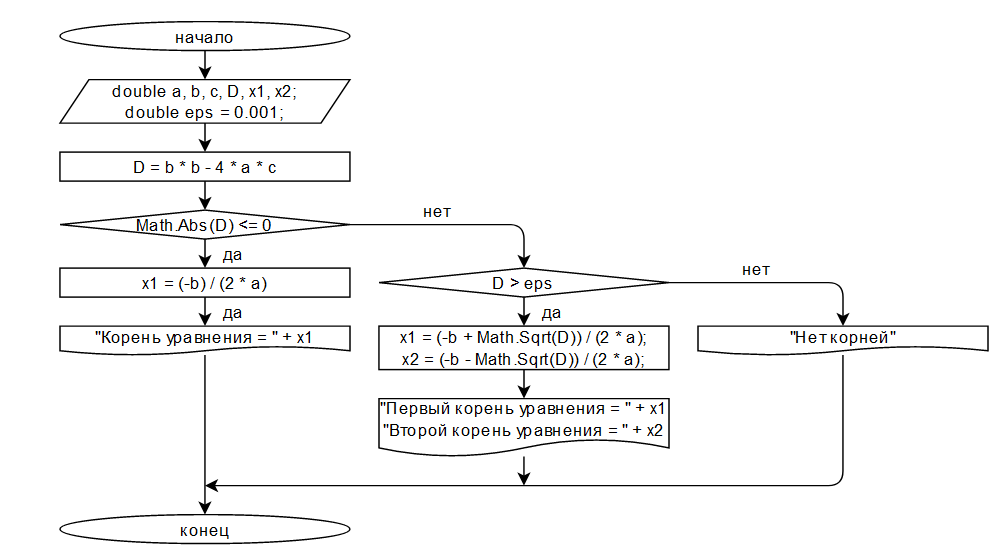 начало
double a, b, c, D, x1, x2;
double eps = 0.001;
D = b * b - 4 * a * c
Math.Abs(D) <= 0
нет
да
x1 = (-b) / (2 * a)
D > eps
нет
да
да
"Корень уравнения = " + x1
x1 = (-b + Math.Sqrt(D)) / (2 * a);
x2 = (-b - Math.Sqrt(D)) / (2 * a);
"Нет корней"
"Первый корень уравнения = " + x1
"Второй корень уравнения = " + x2
конец